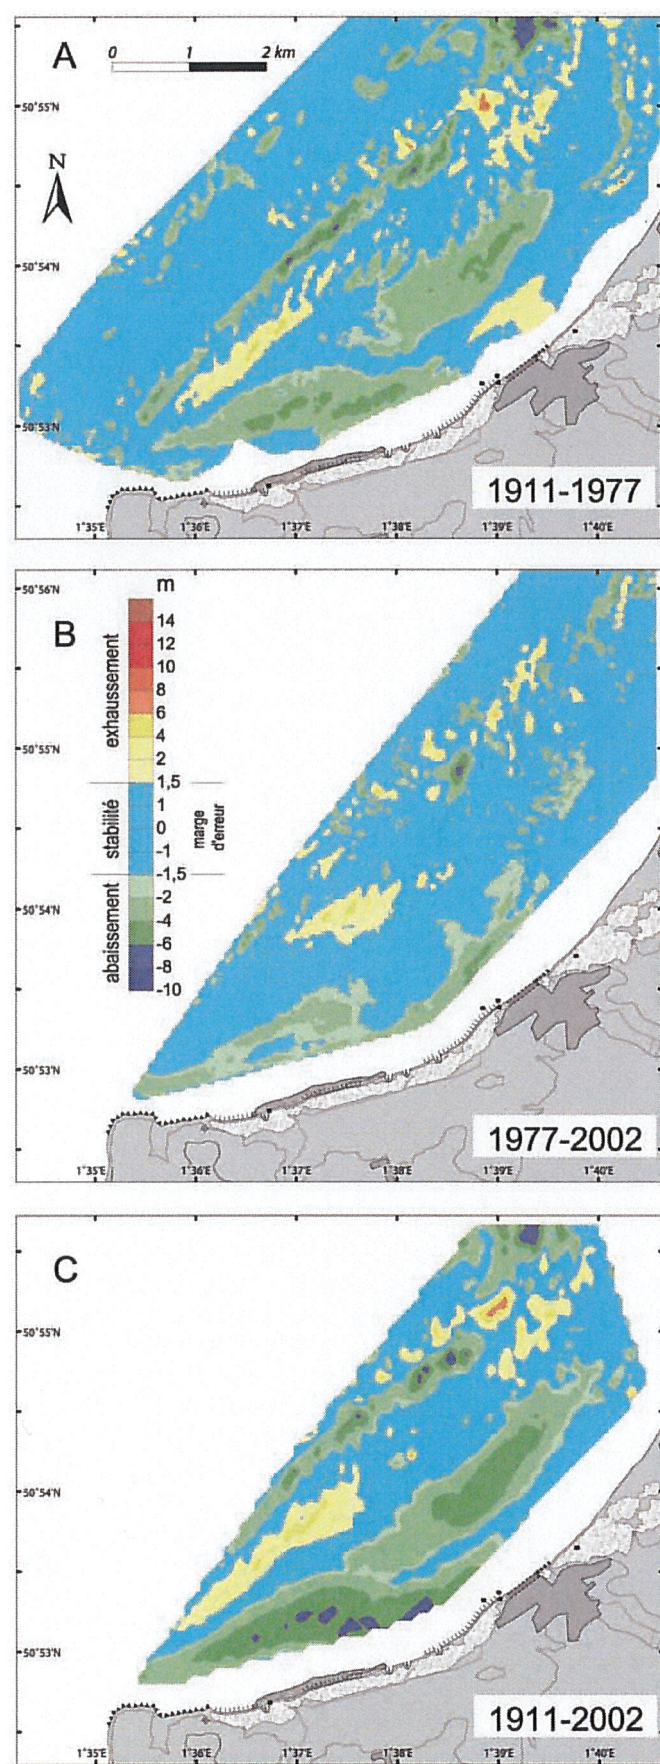 A
0 1 2 km
N
50°55'N
50°54'N
50°53'N
1911-1977
1°35'E 1°36'E 1°37'E 1°38'E 1°39'E 1°40'E
50°56'N
B
m
exhaussement
14
12
10
8
6
4
2
1,5
stabilité
1
0
-1
marge
d'erreur
-1,5
abaissement
-2
-4
-6
-8
-10
50°55'N
50°54'N
50°53'N
1977-2002
1°35'E 1°36'E 1°37'E 1°38'E 1°39'E 1°40'E
C
50°55'N
50°54'N
50°53'N
1911-2002
1°35'E 1°36'E 1°37'E 1°38'E 1°39'E 1°40'E